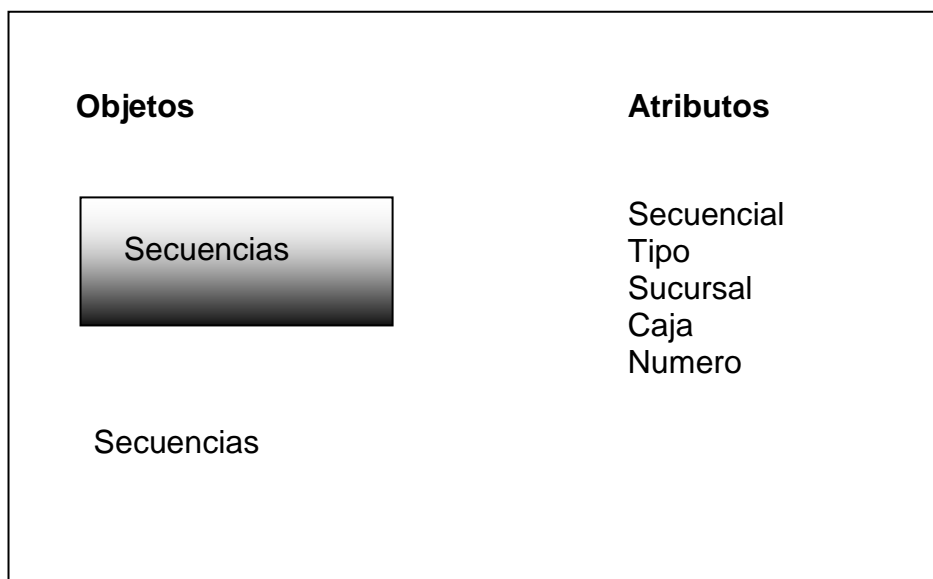 Objetos
Atributos
Secuencias
Secuencial
Tipo
Sucursal
Caja
Numero
Secuencias